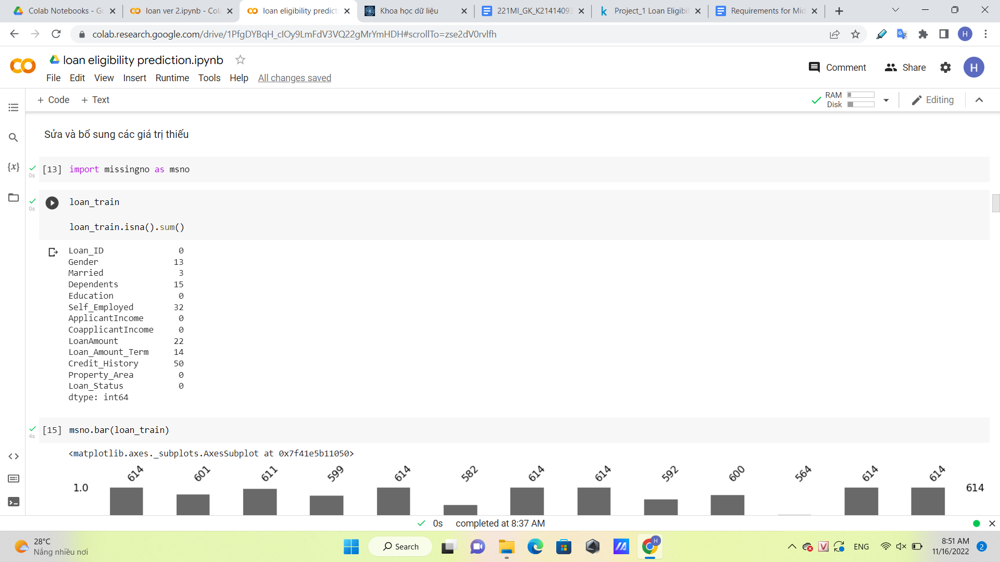 Colab Notebooks - G
loan ver 2.ipynb - Col
loan eligibility predict
Khoa học dữ liệu
221MI_GK_K21414093
Project_1 Loan Eligibil
Requirements for Mid
colab.research.google.com/drive/1PfgDYBqH_cIOy9LmFdV3VQ22gMrYmHDH#scrollTo=zse2dV0rvlfh
H
loan eligibility prediction.ipynb
File Edit View Insert Runtime Tools Help All changes saved
Comment Share H
+ Code + Text
RAM
Disk
Editing
Sửa và bổ sung các giá trị thiếu
{x}
0s
[13] import missingno as msno
0s
loan_train
loan_train.isna().sum()
Loan_ID 0
Gender 13
Married 3
Dependents 15
Education 0
Self_Employed 32
ApplicantIncome 0
CoapplicantIncome 0
LoanAmount 22
Loan_Amount_Term 14
Credit_History 50
Property_Area 0
Loan_Status 0
dtype: int64
4s
[15] msno.bar(loan_train)
<matplotlib.axes._subplots.AxesSubplot at 0x7f41e5b11050>
614 601 611 599 614 582 614 614 592 600 564 614 614
1.0 614
0s completed at 8:37 AM
28°C
Nắng nhiều nơi
Search
H
V
ENG
8:51 AM
11/16/2022
2